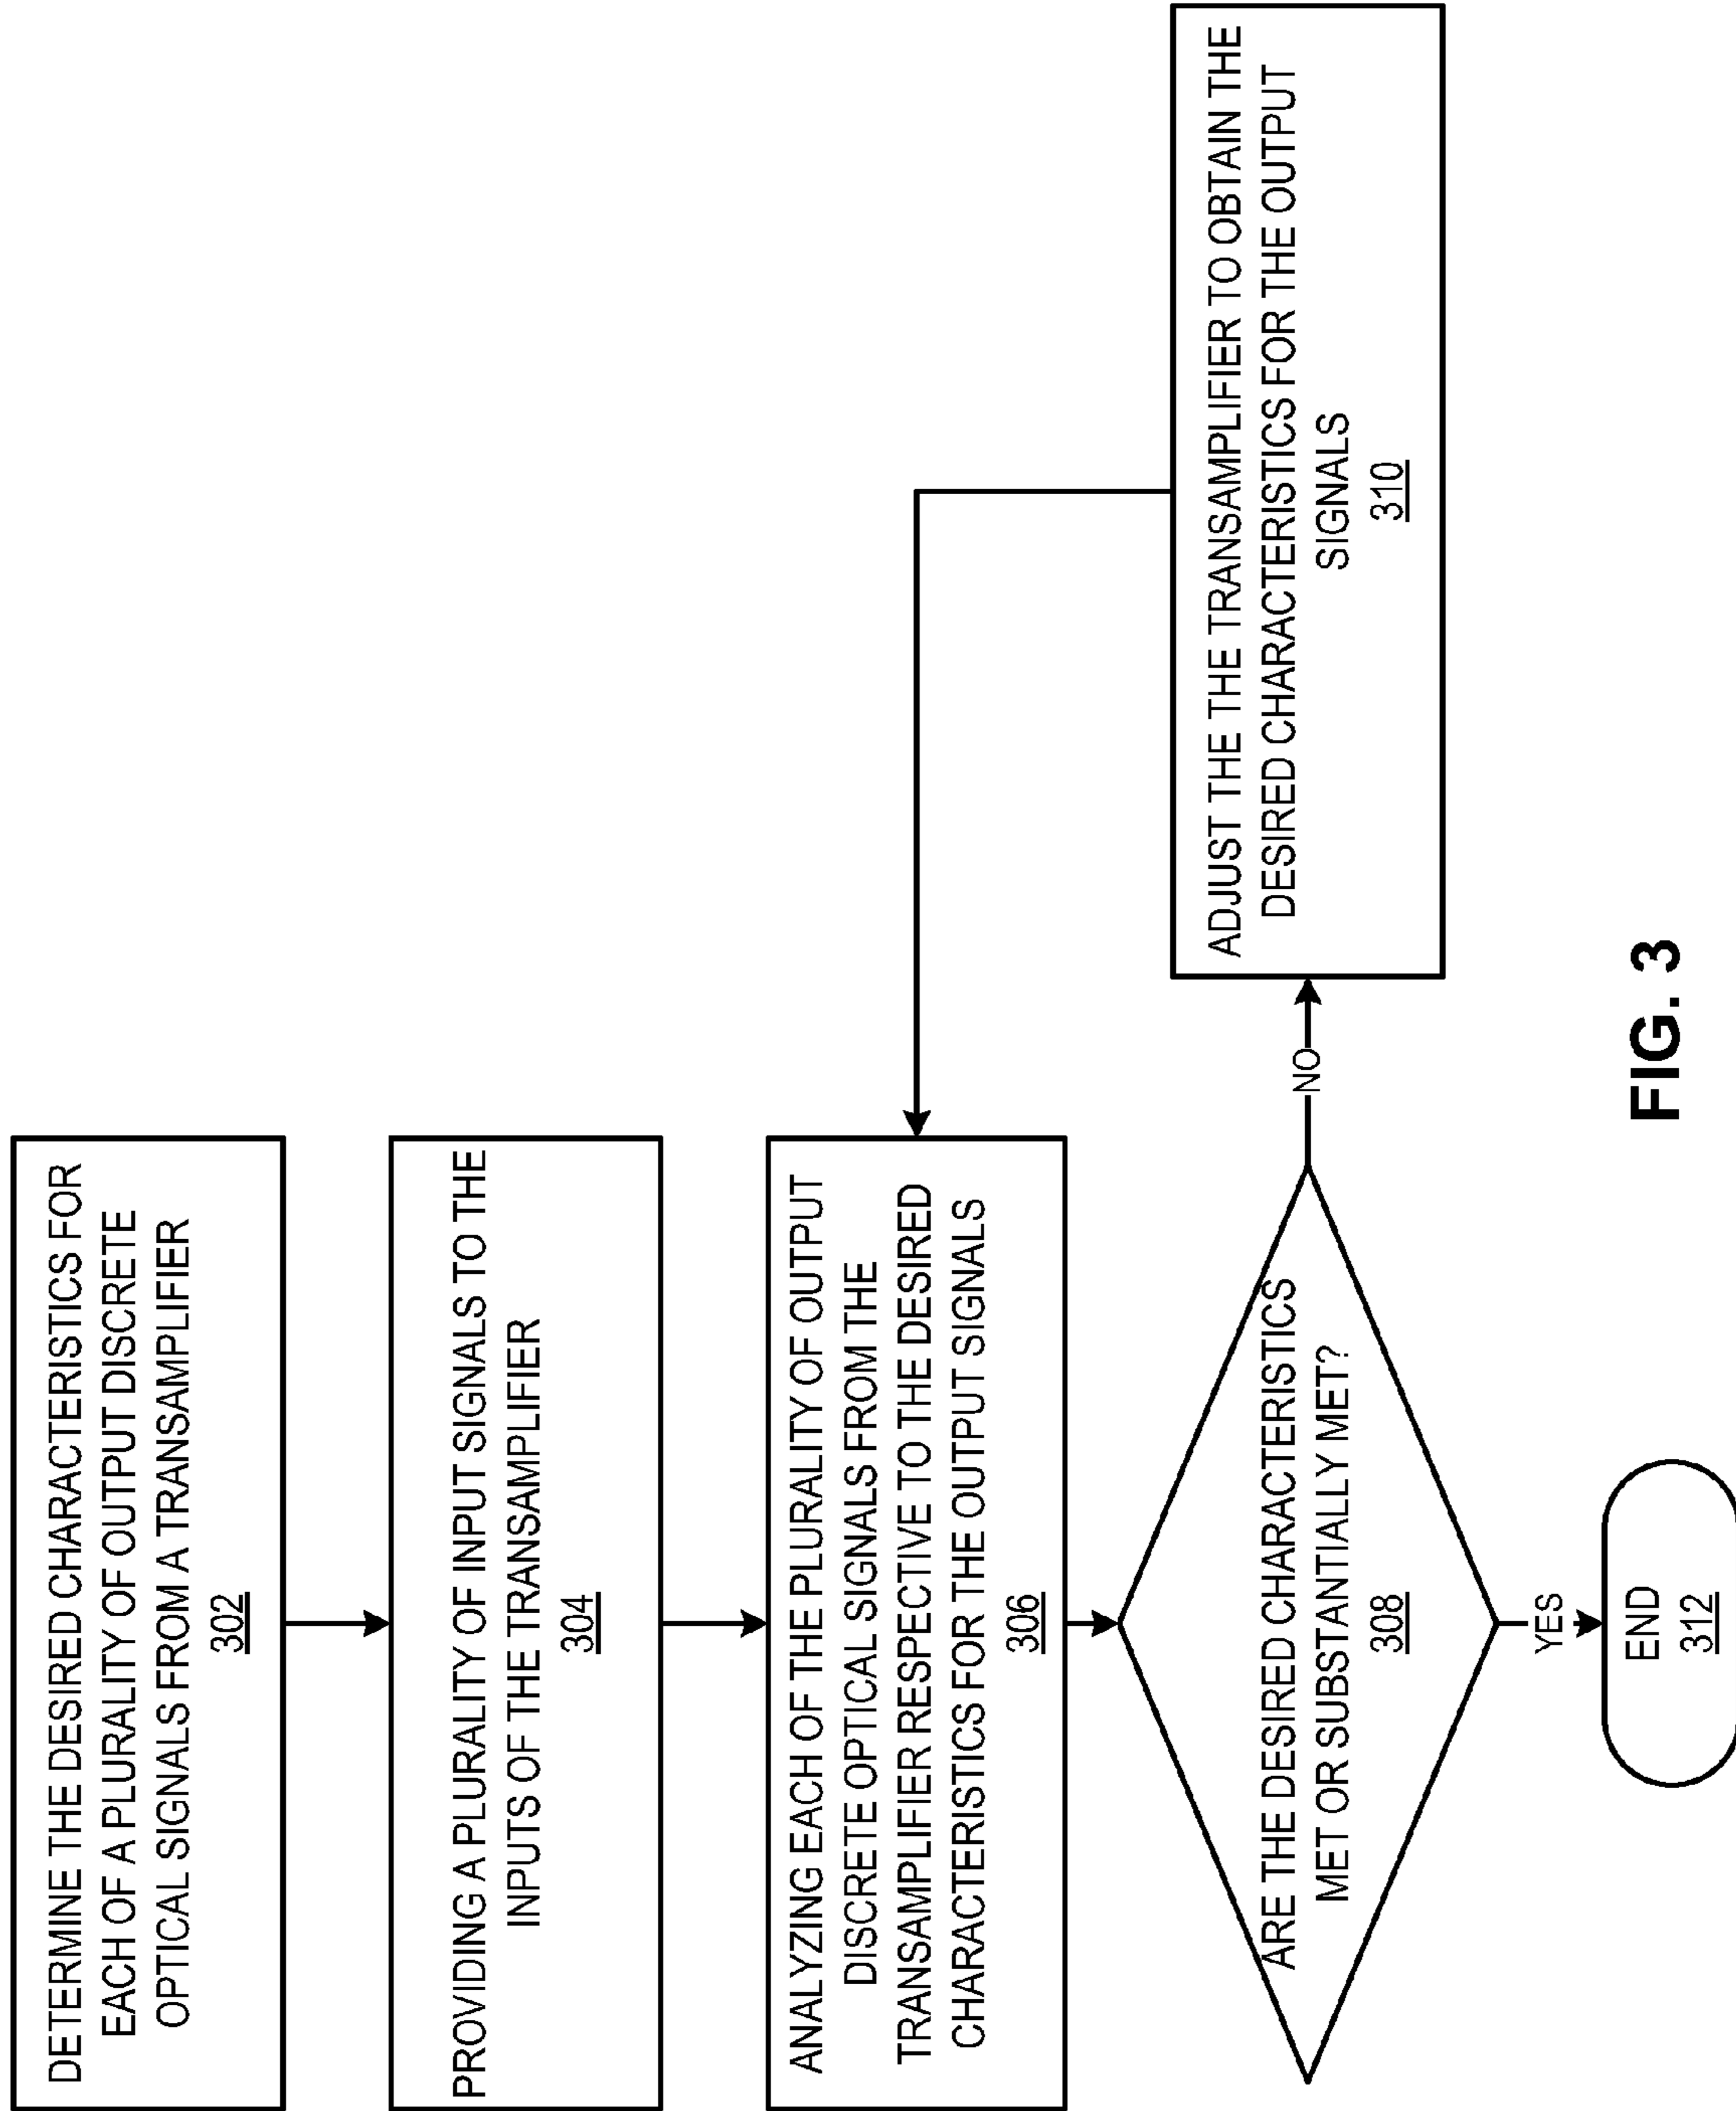 DETERMINE THE DESIRED CHARACTERISTICS FOR
EACH OF A PLURALITY OF OUTPUT DISCRETE
OPTICAL SIGNALS FROM A TRANSAMPLIFIER
302
PROVIDING A PLURALITY OF INPUT SIGNALS TO THE
INPUTS OF THE TRANSAMPLIFIER
304
ANALYZING EACH OF THE PLURALITY OF OUTPUT
DISCRETE OPTICAL SIGNALS FROM THE
TRANSAMPLIFIER RESPECTIVE TO THE DESIRED
CHARACTERISTICS FOR THE OUTPUT SIGNALS
306
ARE THE DESIRED CHARACTERISTICS
MET OR SUBSTANTIALLY MET?
308
NO
ADJUST THE THE TRANSAMPLIFIER TO OBTAIN THE
DESIRED CHARACTERISTICS FOR THE OUTPUT
SIGNALS
310
YES
END
312
FIG. 3